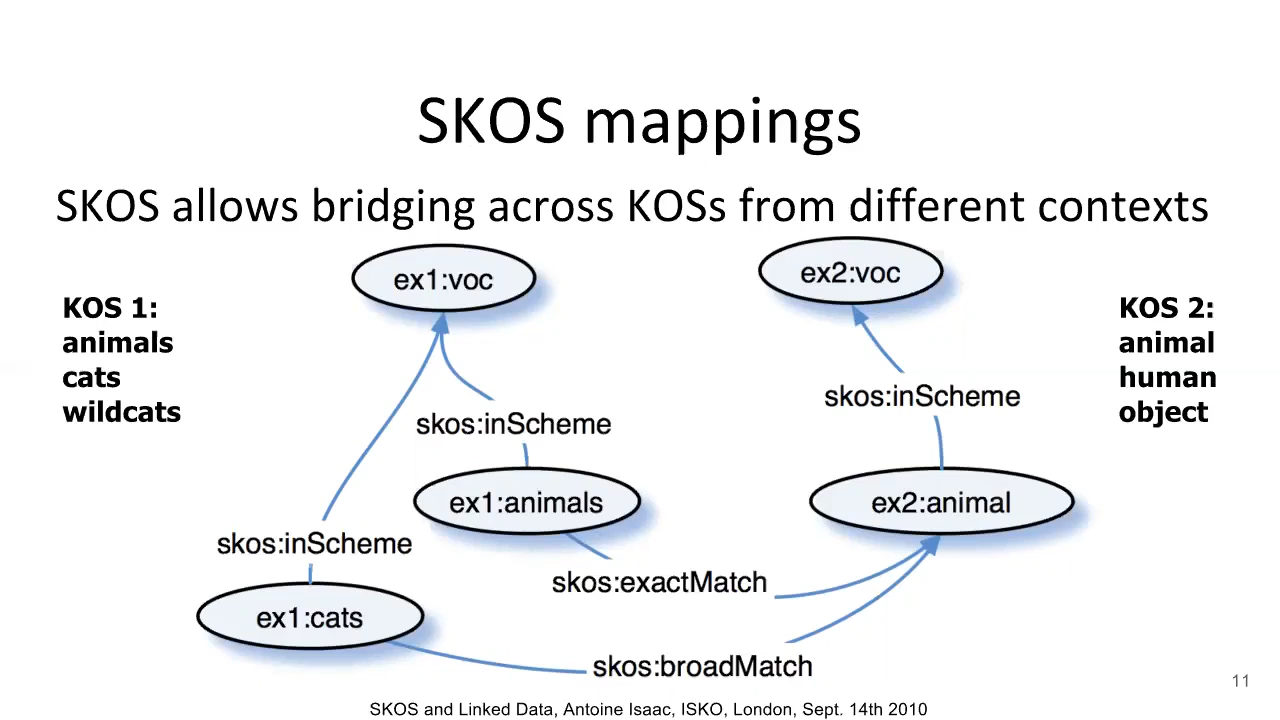 SKOS mappings
SKOS allows bridging across KOSs from different contexts
ex1:voc
ex2:voc
KOS 1:
animals
cats
wildcats
KOS 2:
animal
human
object
skos:inScheme
skos:inScheme
ex1:animals
ex2:animal
skos:inScheme
skos:exactMatch
ex1:cats
skos:broadMatch
11
SKOS and Linked Data, Antoine Isaac, ISKO, London, Sept. 14th 2010